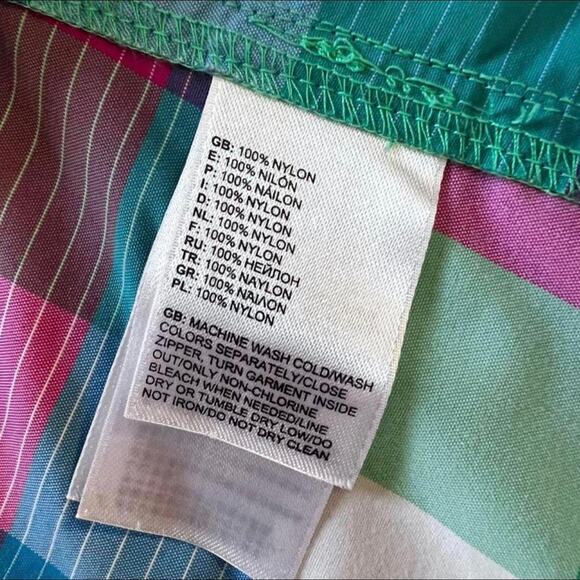 GB: 100% NYLON
E: 100% NILÓN
P: 100% NÁILON
I: 100% NYLON
D: 100% NYLON
NL: 100% NYLON
F: 100% NYLON
RU: 100% НЕЙЛОН
TR: 100% NAYLON
GR: 100% ΝΑΪΛΟΝ
PL: 100% NYLON
GB: MACHINE WASH COLD/WASH
COLORS SEPARATELY/CLOSE
ZIPPER, TURN GARMENT INSIDE
OUT/ONLY NON-CHLORINE
BLEACH WHEN NEEDED/LINE
DRY OR TUMBLE DRY LOW/DO
NOT IRON/DO NOT DRY CLEAN